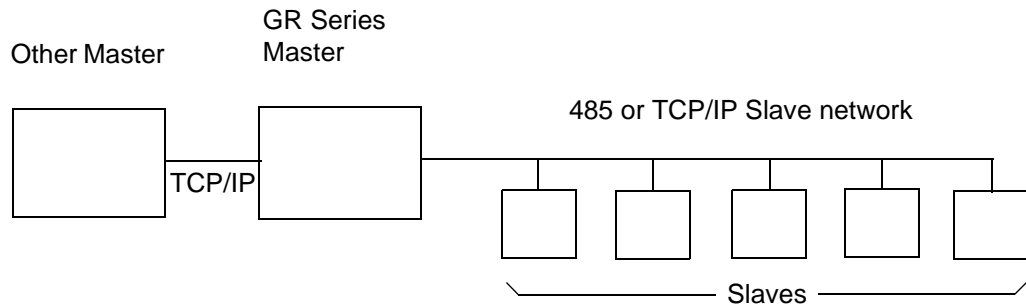 Other Master
GR Series
Master
485 or TCP/IP Slave network
TCP/IP
Slaves